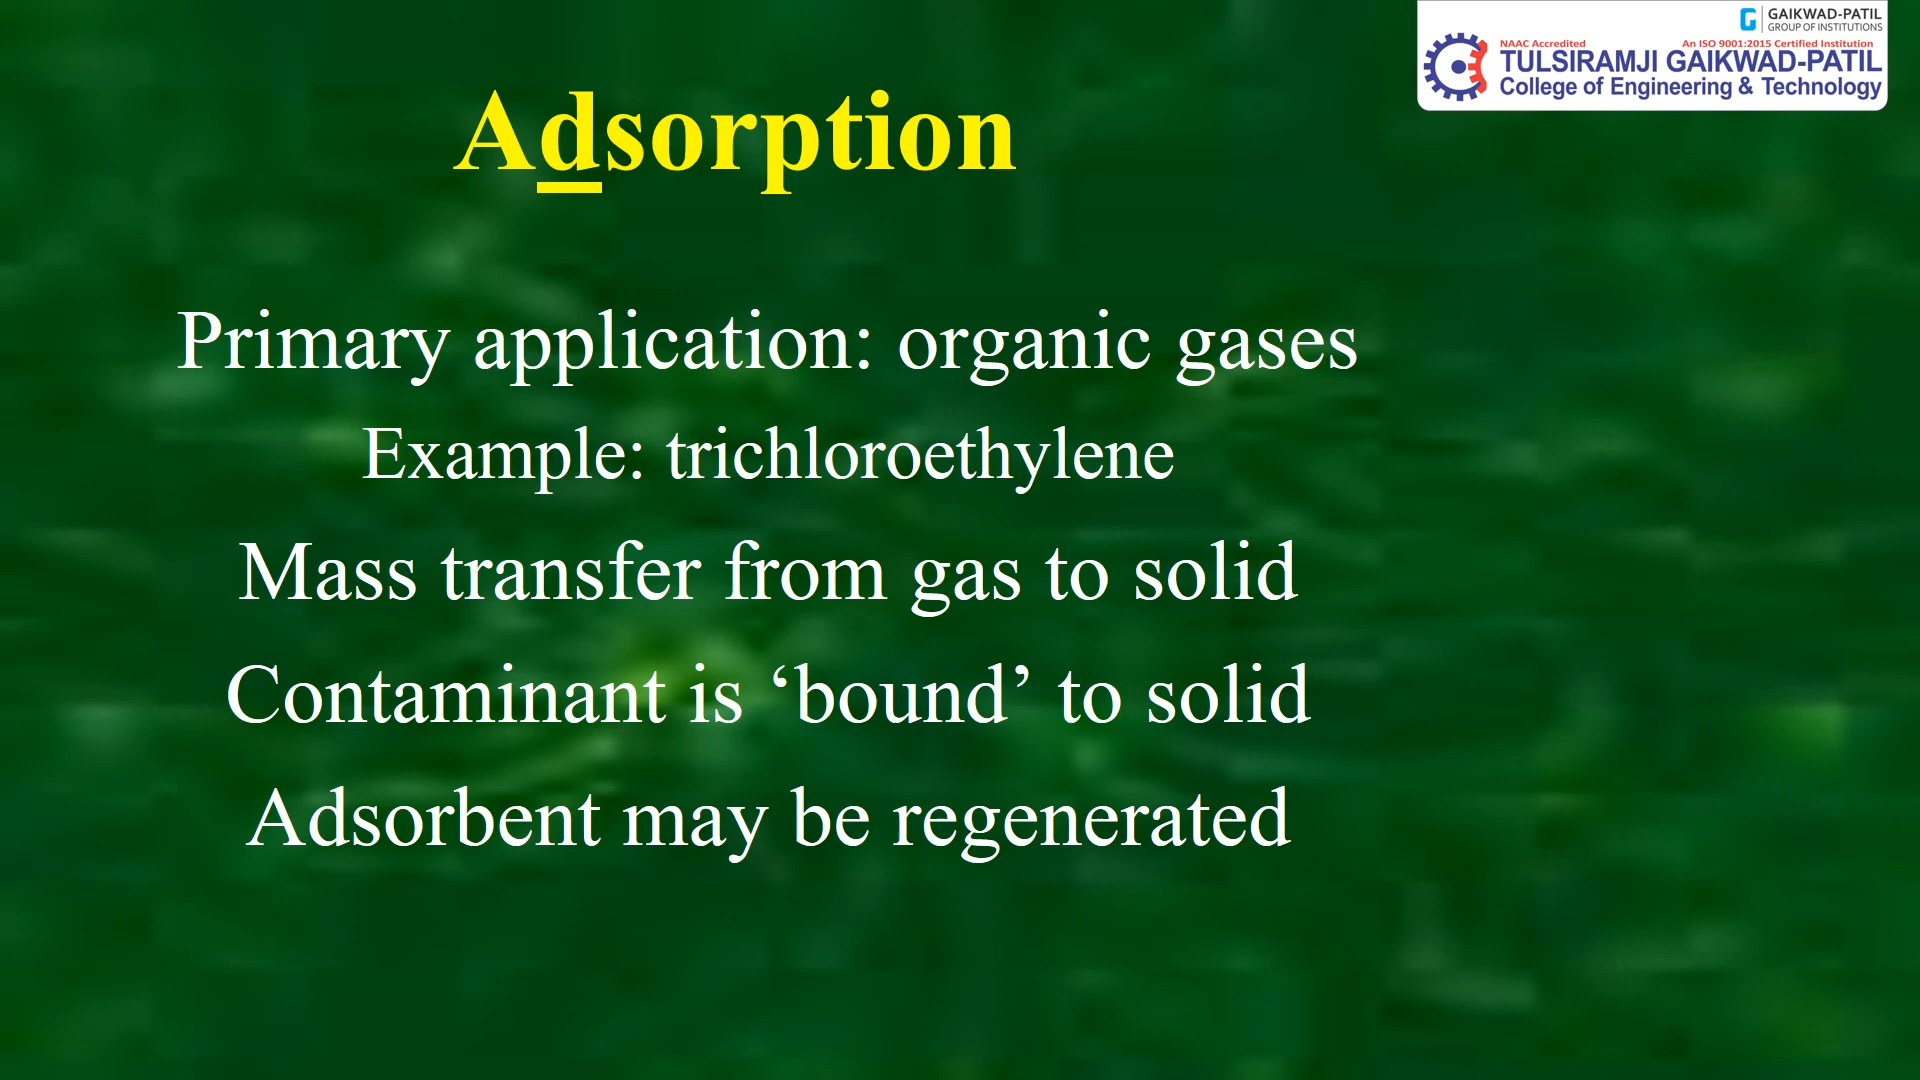 GAIKWAD-PATIL
GROUP OF INSTITUTIONS
NAAC Accredited An ISO 9001:2015 Certified Institution
TULSIRAMJI GAIKWAD-PATIL
College of Engineering & Technology
Adsorption
Primary application: organic gases
Example: trichloroethylene
Mass transfer from gas to solid
Contaminant is ‘bound’ to solid
Adsorbent may be regenerated